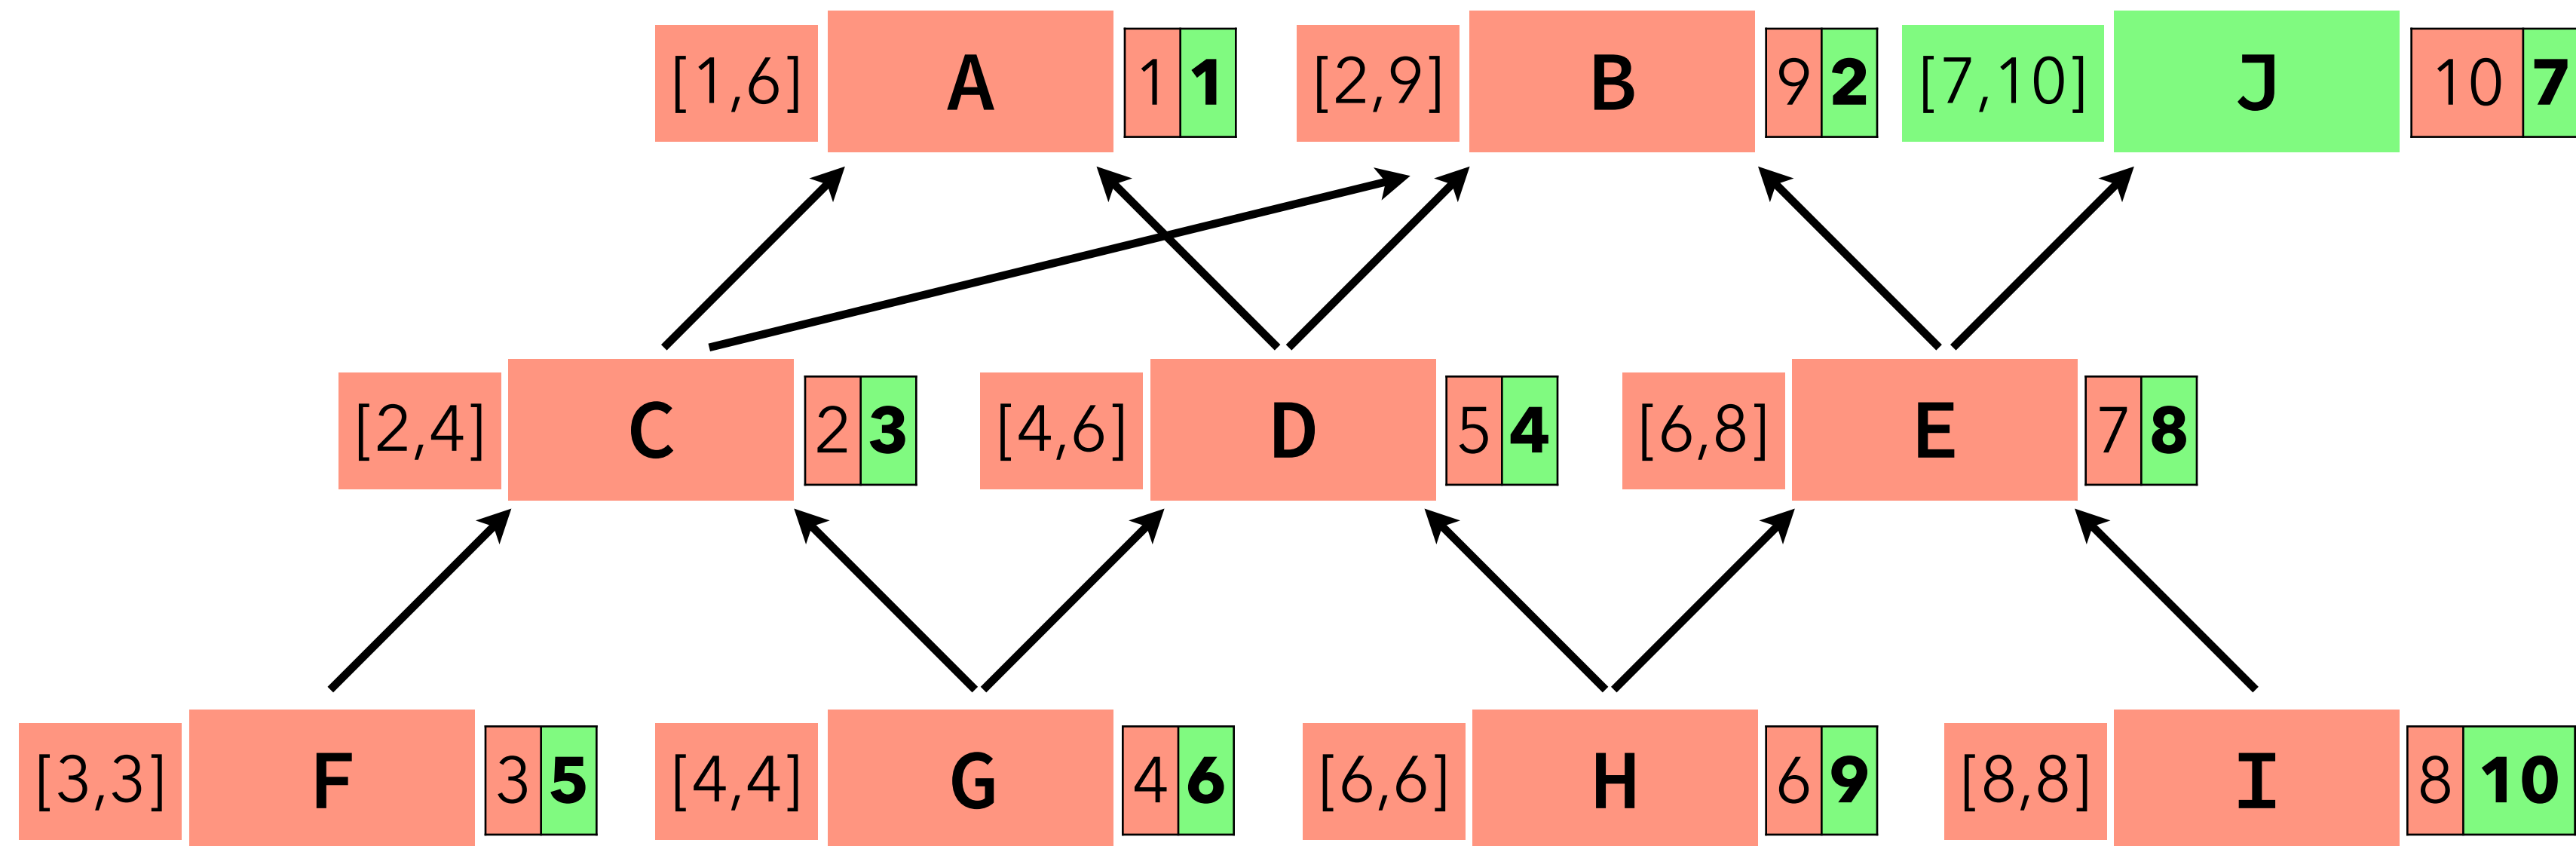 [1,6] A 1 1 [2,9] B 9 2 [7,10] J 10 7
[2,4] C 2 3 [4,6] D 5 4 [6,8] E 7 8
[3,3] F 3 5 [4,4] G 4 6 [6,6] H 6 9 [8,8] I 8 10